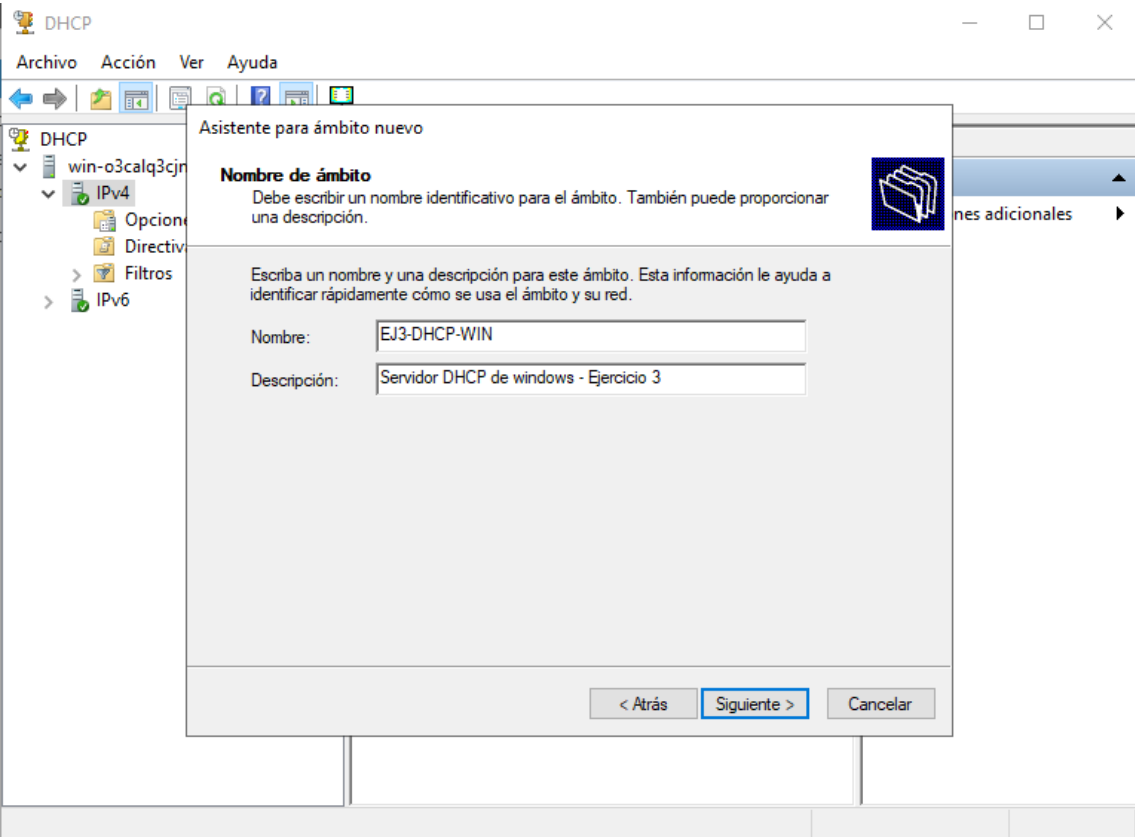 DHCP
Archivo Acción Ver Ayuda
DHCP
win-o3calq3cjn
IPv4
Opcione
Directiva
Filtros
IPv6
Asistente para ámbito nuevo
Nombre de ámbito
Debe escribir un nombre identificativo para el ámbito. También puede proporcionar
una descripción.
Escriba un nombre y una descripción para este ámbito. Esta información le ayuda a
identificar rápidamente cómo se usa el ámbito y su red.
Nombre: EJ3-DHCP-WIN
Descripción: Servidor DHCP de windows - Ejercicio 3
< Atrás Siguiente > Cancelar
nes adicionales